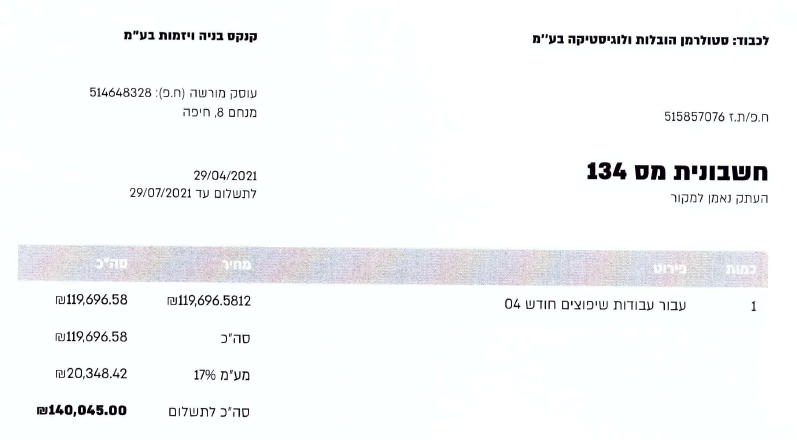 לכבוד: סטולרמן הובלות ולוגיסטיקה בע״מ
קנקס בניה ויזמות בע״מ
ח.פ/ת.ז 515857076
עוסק מורשה (ח.פ): 514648328
מנחם 8, חיפה
חשבונית מס 134
העתק נאמן למקור
29/04/2021
לתשלום עד 29/07/2021
כמות פירוט מחיר סה״כ
1 עבור עבודות שיפוצים חודש 04 ₪119,696.5812 ₪119,696.58
סה״כ ₪119,696.58
מע״מ 17% ₪20,348.42
סה״כ לתשלום ₪140,045.00